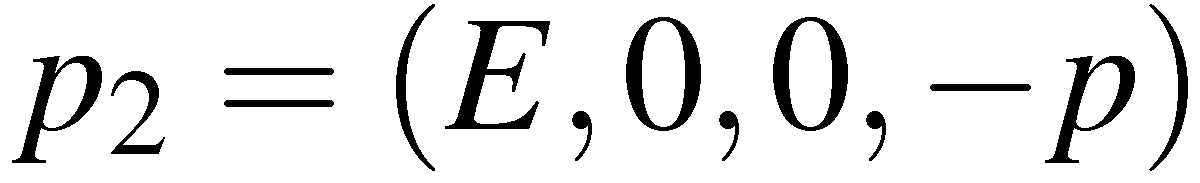 p₂ = (E, 0, 0, −p)